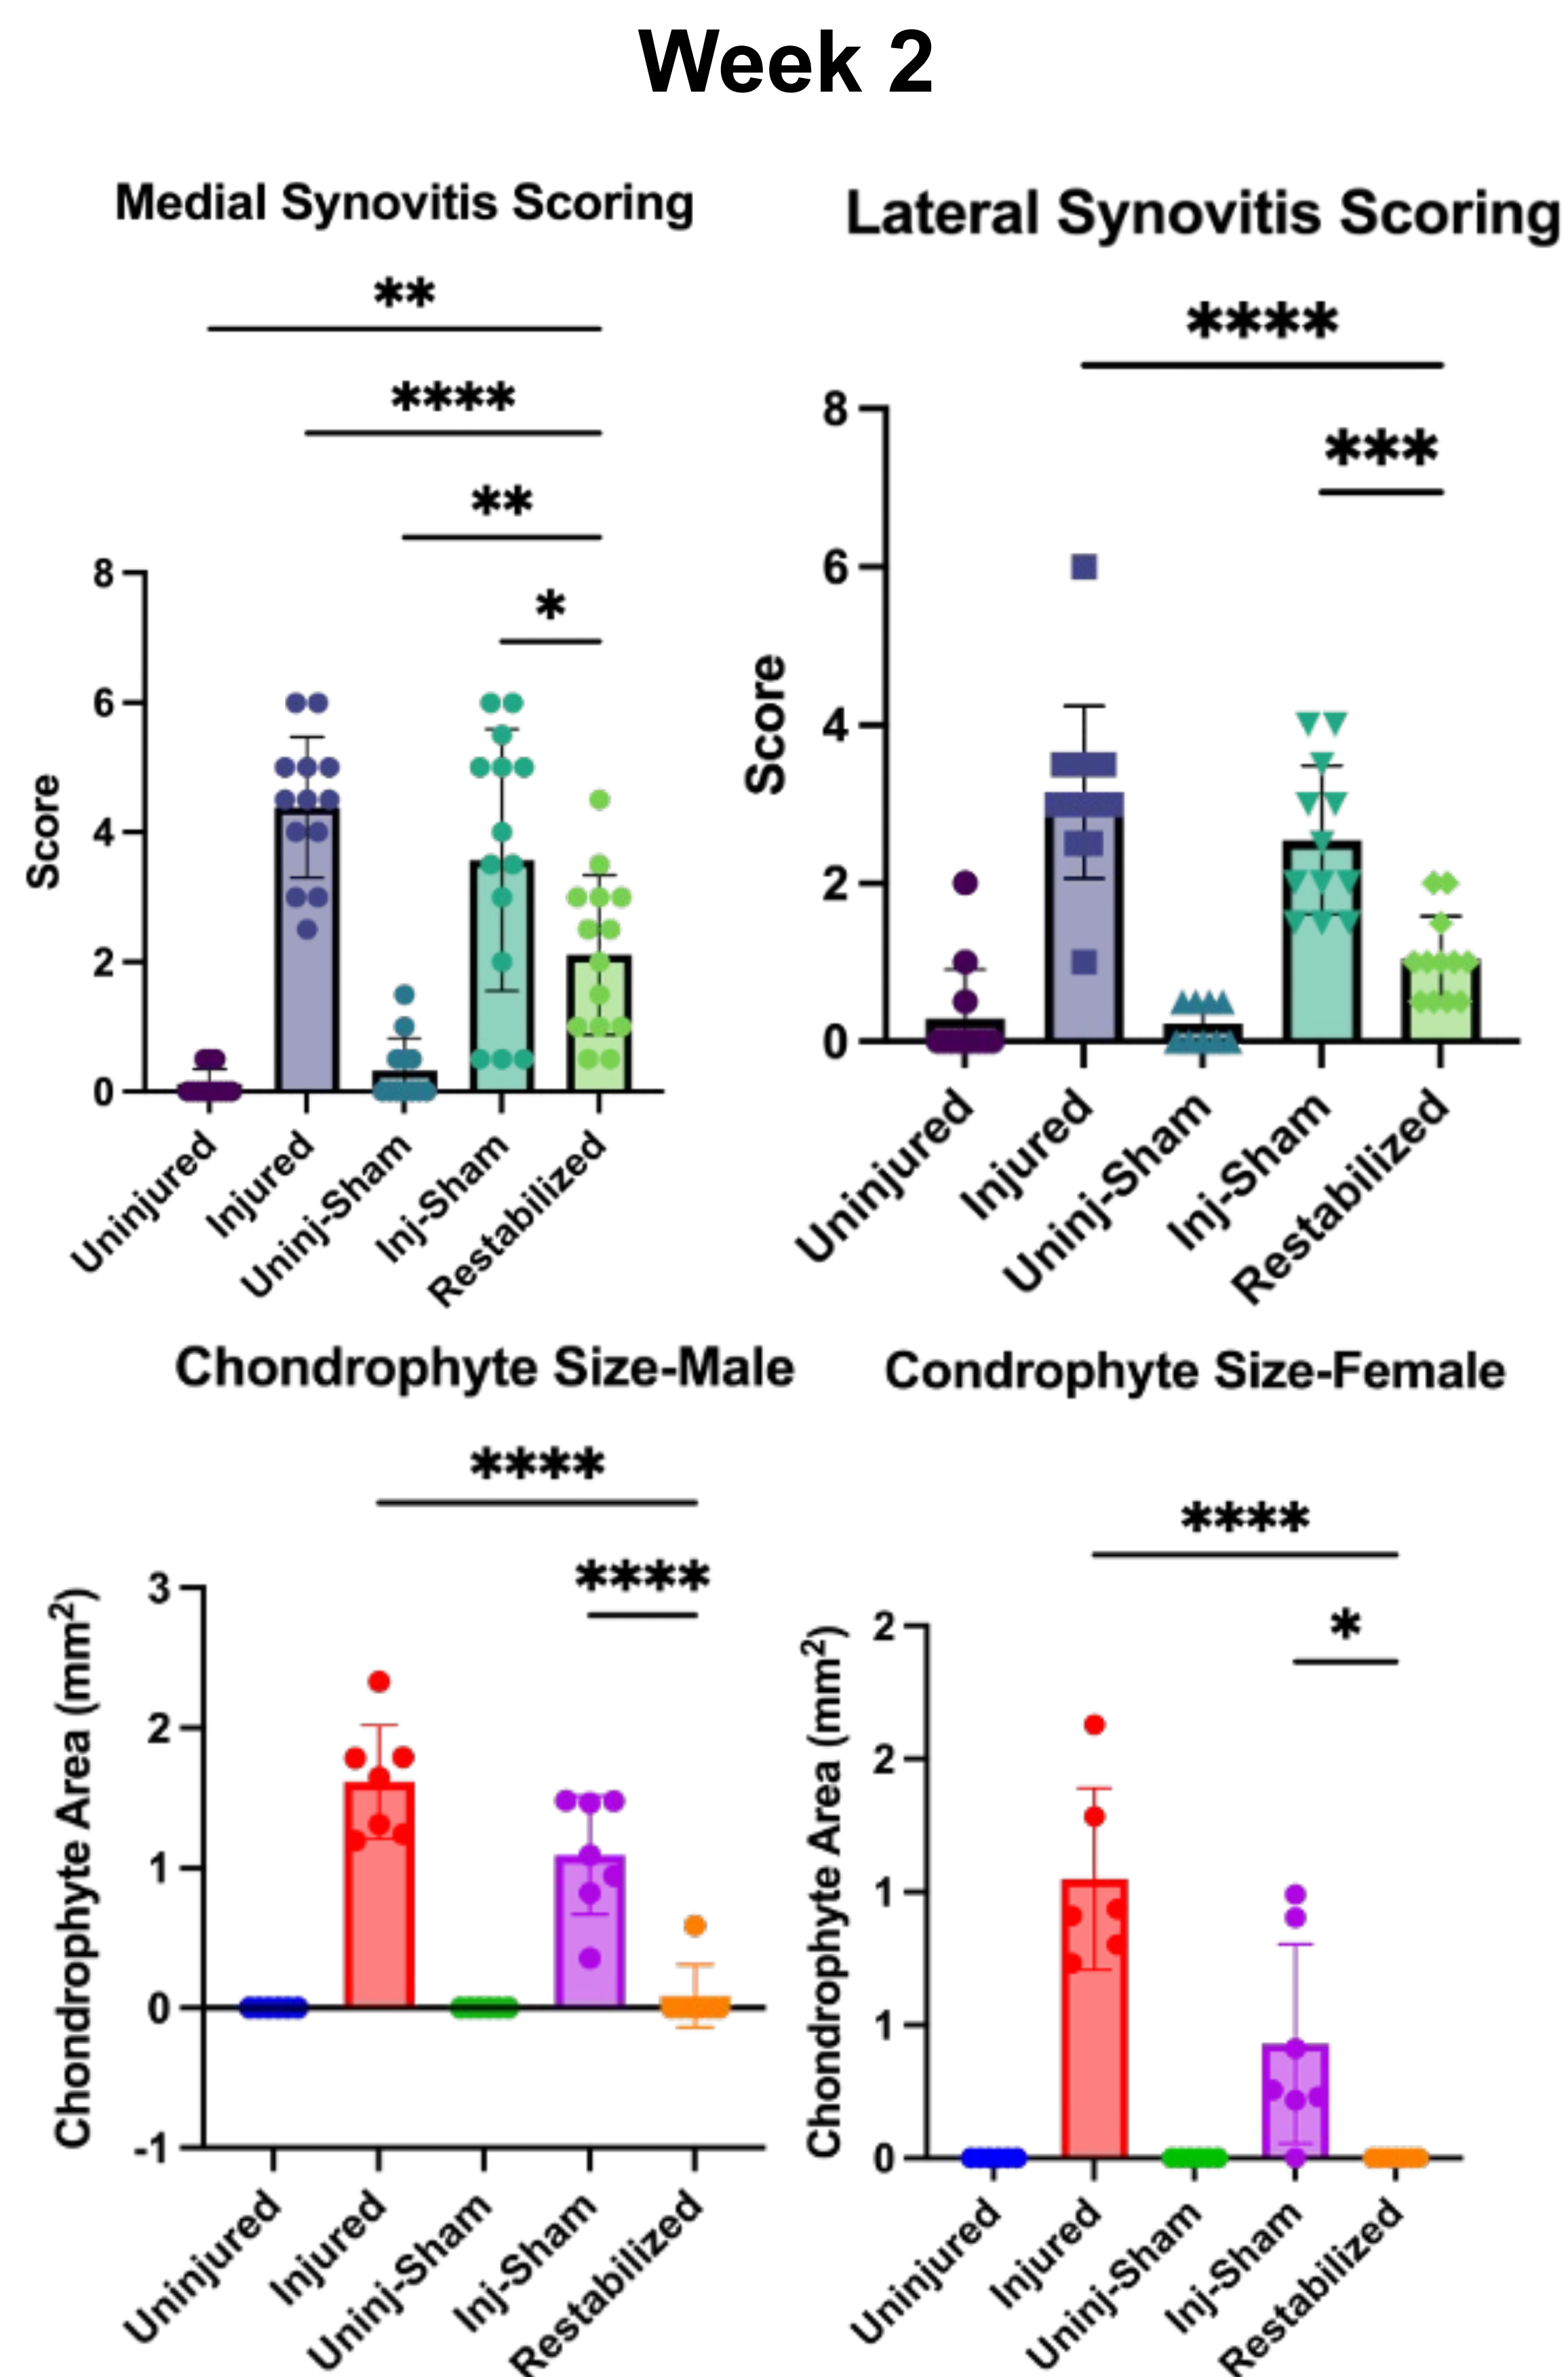 Week 2
Medial Synovitis Scoring
**
****
**
*
Score
8
6
4
2
0
Uninjured
Injured
Uninj-Sham
Inj-Sham
Restabilized
Lateral Synovitis Scoring
****
***
Score
8
6
4
2
0
Uninjured
Injured
Uninj-Sham
Inj-Sham
Restabilized
Chondrophyte Size-Male
****
****
Chondrophyte Area (mm²)
3
2
1
0
-1
Uninjured
Injured
Uninj-Sham
Inj-Sham
Restabilized
Condrophyte Size-Female
****
*
Chondrophyte Area (mm²)
2
2
1
1
0
Uninjured
Injured
Uninj-Sham
Inj-Sham
Restabilized